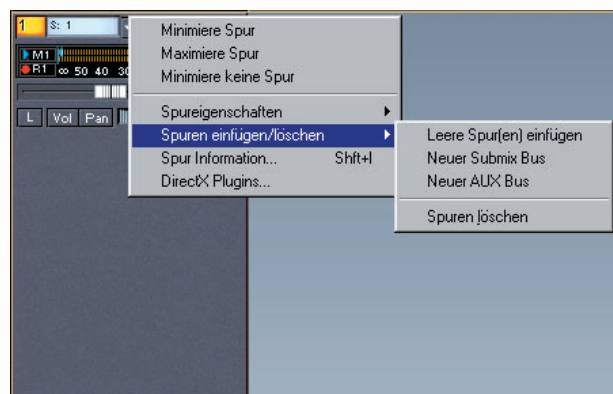 1 S: 1
M1
R1 ∞ 50 40 30
L Vol Pan
Minimiere Spur
Maximiere Spur
Minimiere keine Spur
Spureigenschaften
Spuren einfügen/löschen
Spur Information... Shft+I
DirectX Plugins...
Leere Spur(en) einfügen
Neuer Submix Bus
Neuer AUX Bus
Spuren löschen